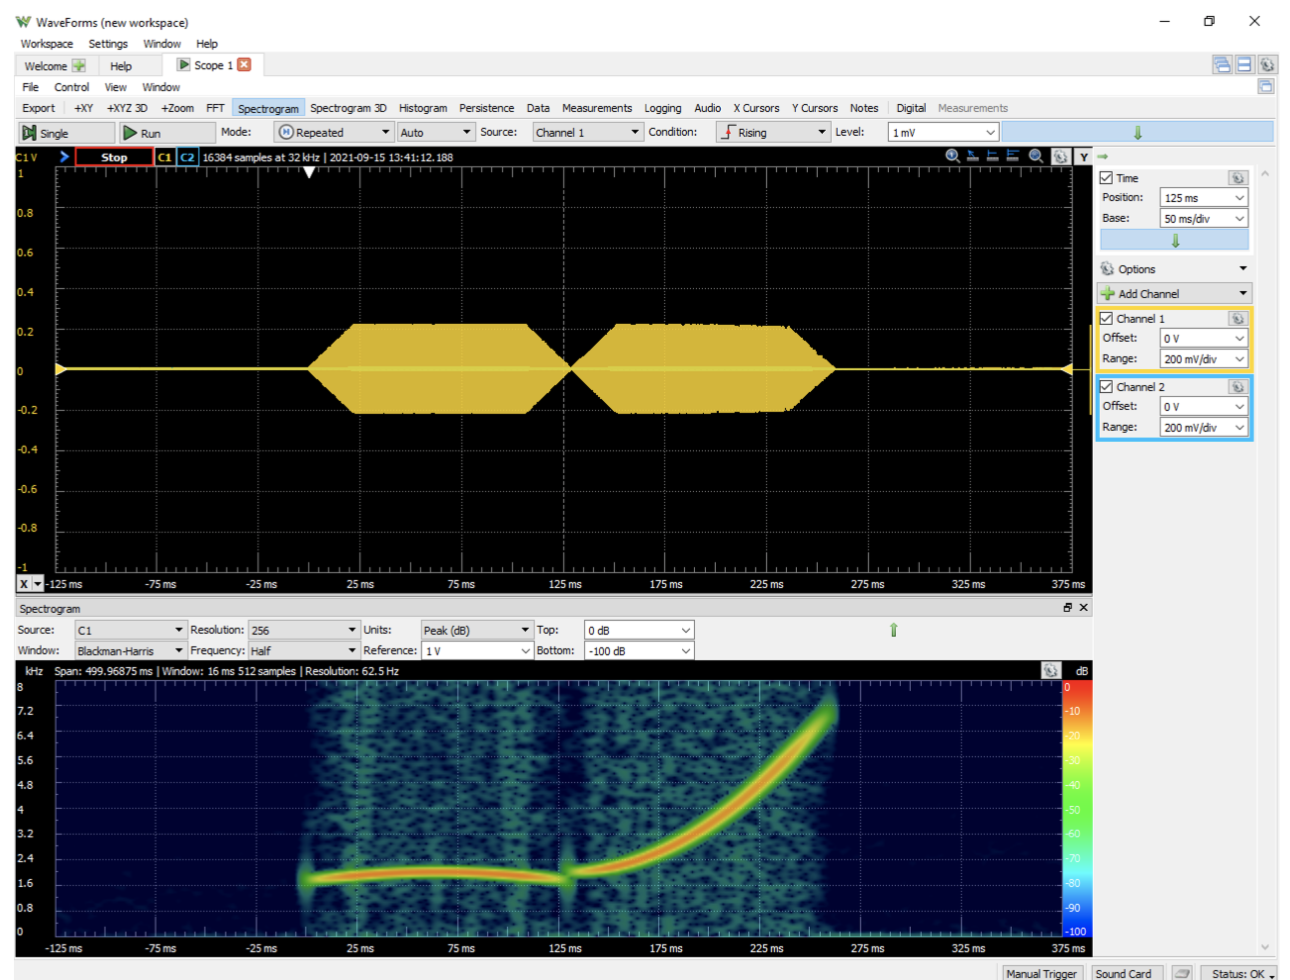 WaveForms (new workspace)
Workspace Settings Window Help
Welcome Help Scope 1
File Control View Window
Export +XY +XYZ 3D +Zoom FFT Spectrogram Spectrogram 3D Histogram Persistence Data Measurements Logging Audio X Cursors Y Cursors Notes Digital Measurements
Single Run Mode: Repeated Auto Source: Channel 1 Condition: Rising Level: 1 mV
C1 V Stop C1 C2 16384 samples at 32 kHz | 2021-09-15 13:41:12.188 Y
1
0.8
0.6
0.4
0.2
0
-0.2
-0.4
-0.6
-0.8
-1
X -125 ms -75 ms -25 ms 25 ms 75 ms 125 ms 175 ms 225 ms 275 ms 325 ms 375 ms
Time
Position: 125 ms
Base: 50 ms/div
Options
Add Channel
Channel 1
Offset: 0 V
Range: 200 mV/div
Channel 2
Offset: 0 V
Range: 200 mV/div
Spectrogram
Source: C1 Resolution: 256 Units: Peak (dB) Top: 0 dB
Window: Blackman-Harris Frequency: Half Reference: 1 V Bottom: -100 dB
kHz Span: 499.96875 ms | Window: 16 ms 512 samples | Resolution: 62.5 Hz dB
8
7.2
6.4
5.6
4.8
4
3.2
2.4
1.6
0.8
0
0
-10
-20
-30
-40
-50
-60
-70
-80
-90
-100
-125 ms -75 ms -25 ms 25 ms 75 ms 125 ms 175 ms 225 ms 275 ms 325 ms 375 ms
Manual Trigger Sound Card Status: OK